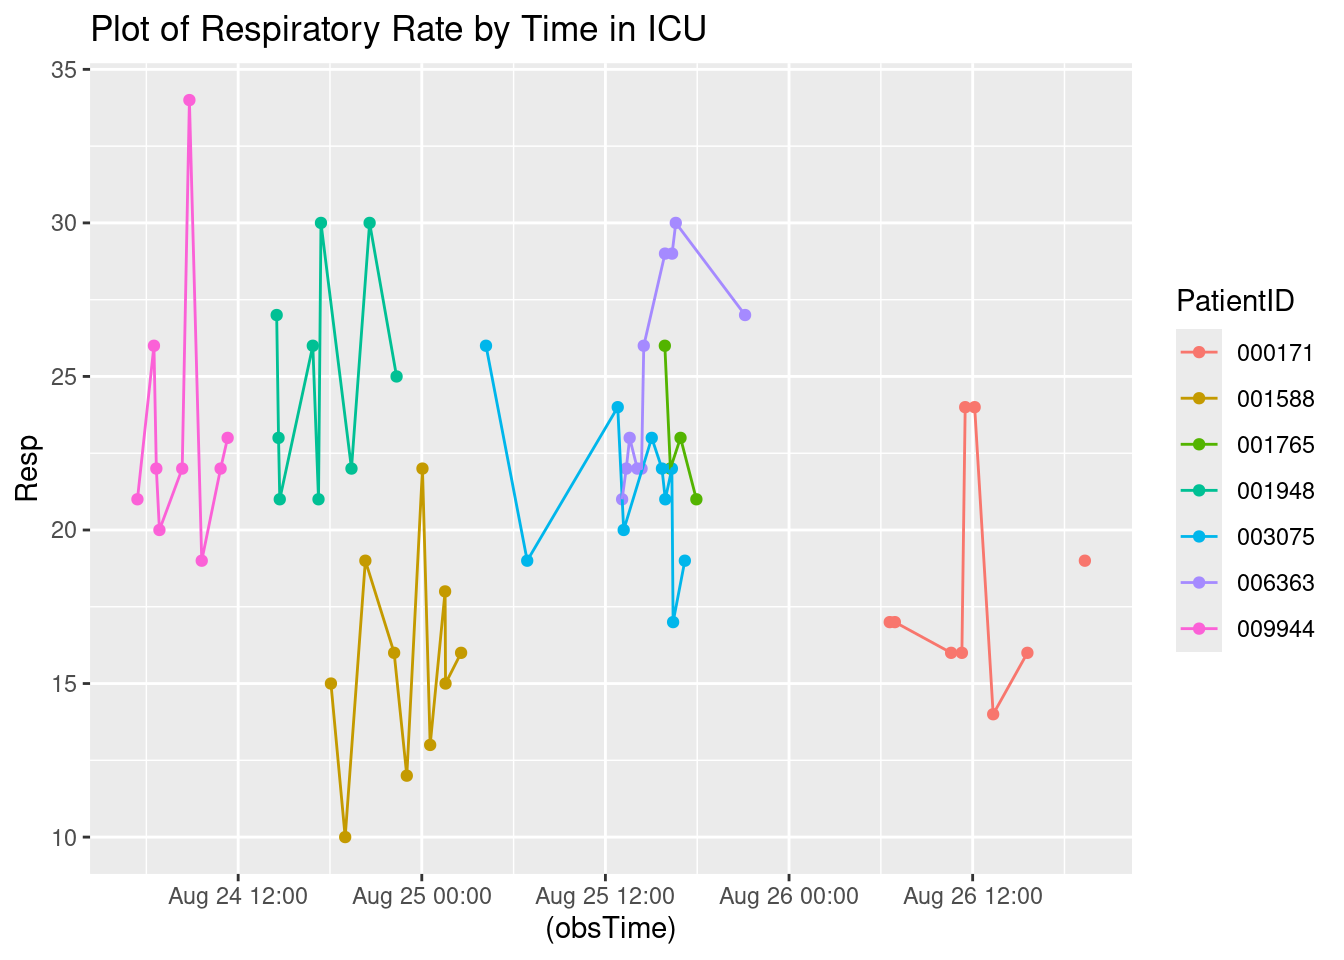 Plot of Respiratory Rate by Time in ICU
35
30
25
20
15
10
Resp
Aug 24 12:00
Aug 25 00:00
Aug 25 12:00
Aug 26 00:00
Aug 26 12:00
(obsTime)
PatientID
000171
001588
001765
001948
003075
006363
009944